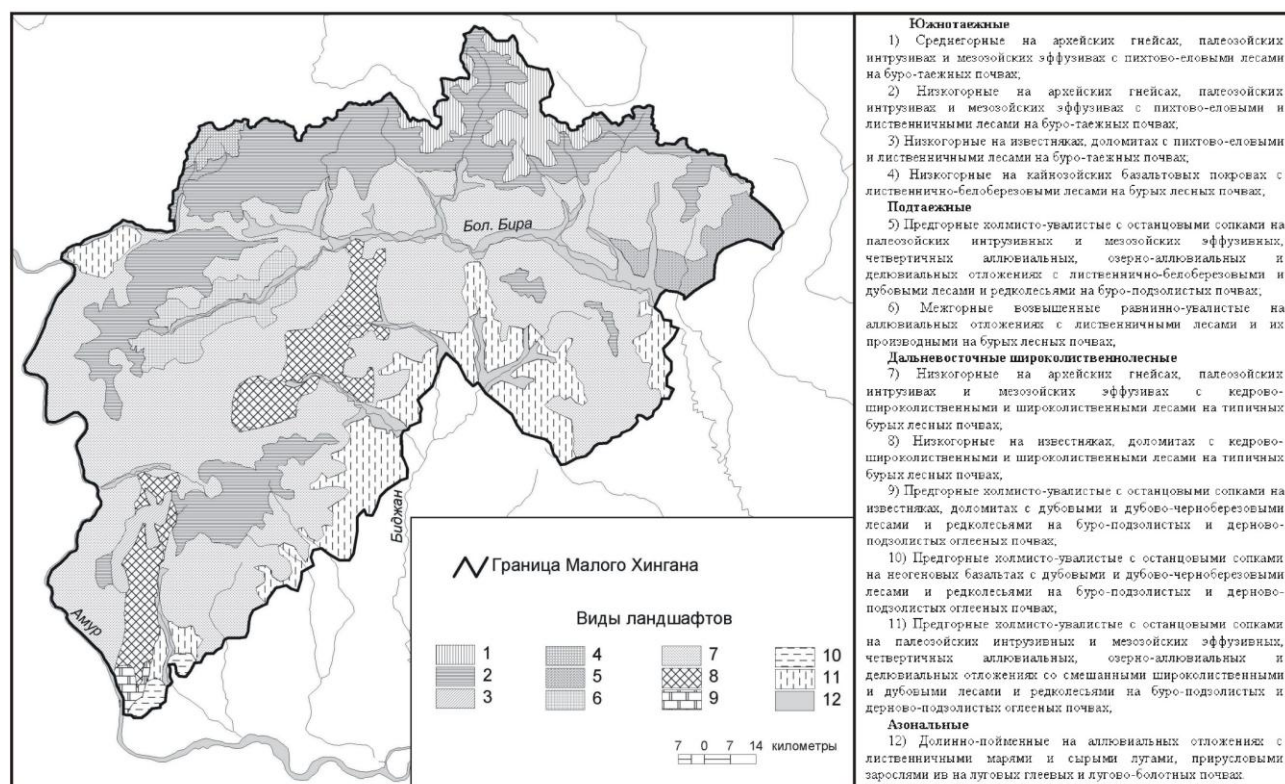 Бол. Бира
Биджан
Амур
Граница Малого Хингана
Виды ландшафтов
1 4 7 10
2 5 8 11
3 6 9 12
7 0 7 14 километры
Южнотаежные
1) Среднегорные на архейских гнейсах, палеозойских
интрузивах и мезозойских эффузивах с пихтово-еловыми лесами
на буро-таежных почвах;
2) Низкогорные на архейских гнейсах, палеозойских
интрузивах и мезозойских эффузивах с пихтово-еловыми и
лиственничными лесами на буро-таежных почвах;
3) Низкогорные на известняках, доломитах с пихтово-еловыми
и лиственничными лесами на буро-таежных почвах;
4) Низкогорные на кайнозойских базальтовых покровах с
лиственнично-белоберезовыми лесами на бурых лесных почвах;
Подтаежные
5) Предгорные холмисто-увалистые с останцовыми сопками на
палеозойских интрузивных и мезозойских эффузивных,
четвертичных аллювиальных, озерно-аллювиальных и
делювиальных отложениях с лиственнично-белоберезовыми и
дубовыми лесами и редколесьями на буро-подзолистых почвах;
6) Межгорные возвышенные равнинно-увалистые на
аллювиальных отложениях с лиственничными лесами и их
производными на бурых лесных почвах;
Дальневосточные широколиственнолесные
7) Низкогорные на архейских гнейсах, палеозойских
интрузивах и мезозойских эффузивах с кедрово-
широколиственными и широколиственными лесами на типичных
бурых лесных почвах;
8) Низкогорные на известняках, доломитах с кедрово-
широколиственными и широколиственными лесами на типичных
бурых лесных почвах;
9) Предгорные холмисто-увалистые с останцовыми сопками на
известняках, доломитах с дубовыми и дубово-черноберезовыми
лесами и редколесьями на буро-подзолистых и дерново-
подзолистых оглееных почвах;
10) Предгорные холмисто-увалистые с останцовыми сопками
на неогеновых базальтах с дубовыми и дубово-черноберезовыми
лесами и редколесьями на буро-подзолистых и дерново-
подзолистых оглееных почвах;
11) Предгорные холмисто-увалистые с останцовыми сопками
на палеозойских интрузивных и мезозойских эффузивных,
четвертичных аллювиальных, озерно-аллювиальных и
делювиальных отложениях со смешанными широколиственными
и дубовыми лесами и редколесьями на буро-подзолистых и
дерново-подзолистых оглееных почвах;
Азональные
12) Долинно-пойменные на аллювиальных отложениях с
лиственничными марями и сырыми лугами, прирусловым
зарослями ив на луговых глеевых и лугово-болотных почвах.